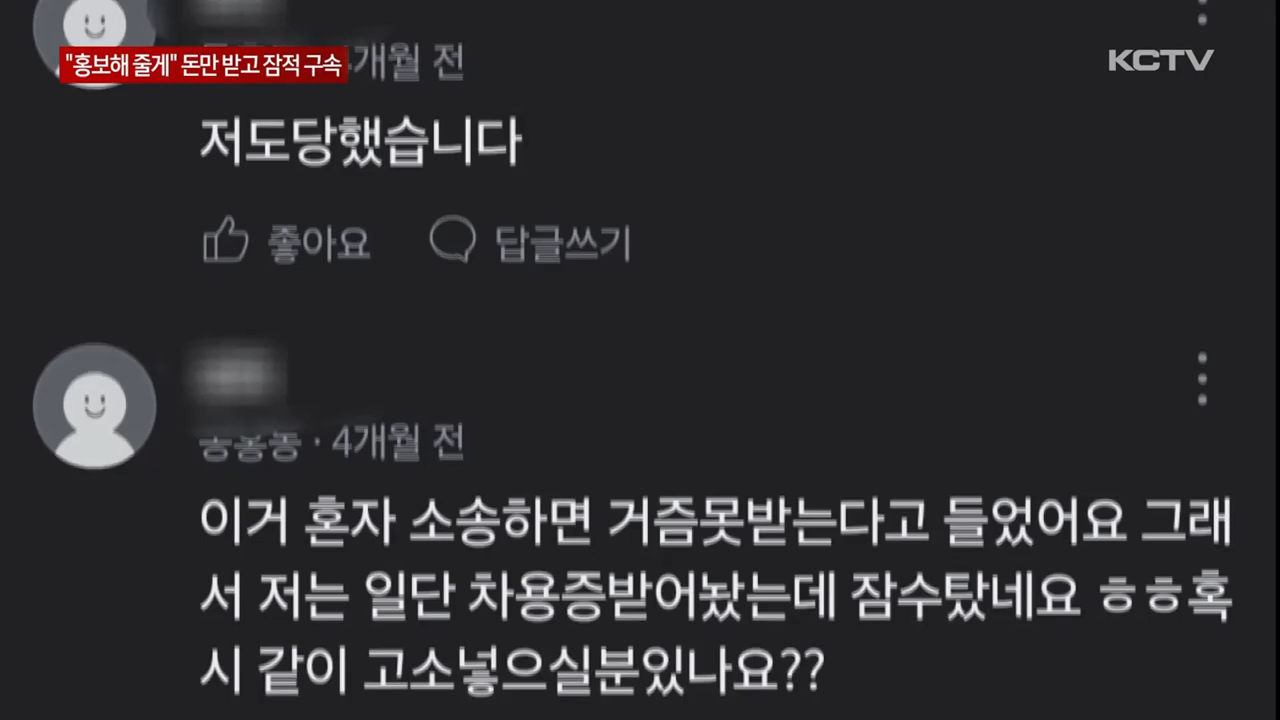 "홍보해 줄게" 돈만 받고 잠적 구속
KCTV
개월 전
저도당했습니다
좋아요 답글쓰기
· 4개월 전
이거 혼자 소송하면 거즘못받는다고 들었어요 그래
서 저는 일단 차용증받어놨는데 잠수탔네요 ㅎㅎ혹
시 같이 고소넣으실분있나요??